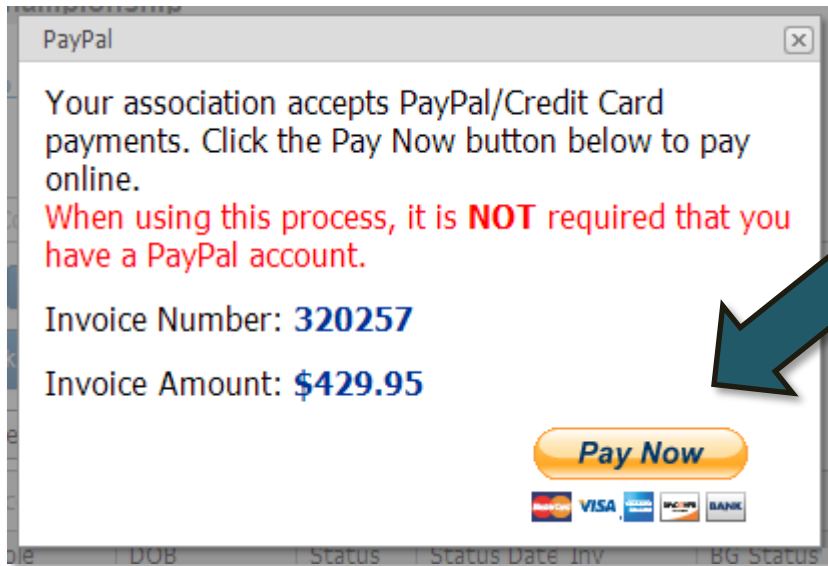 PayPal
Your association accepts PayPal/Credit Card
payments. Click the Pay Now button below to pay
online.
When using this process, it is NOT required that you
have a PayPal account.
Invoice Number: 320257
Invoice Amount: $429.95
Pay Now
VISA
BANK
DOB Status Status Date Inv BG Status